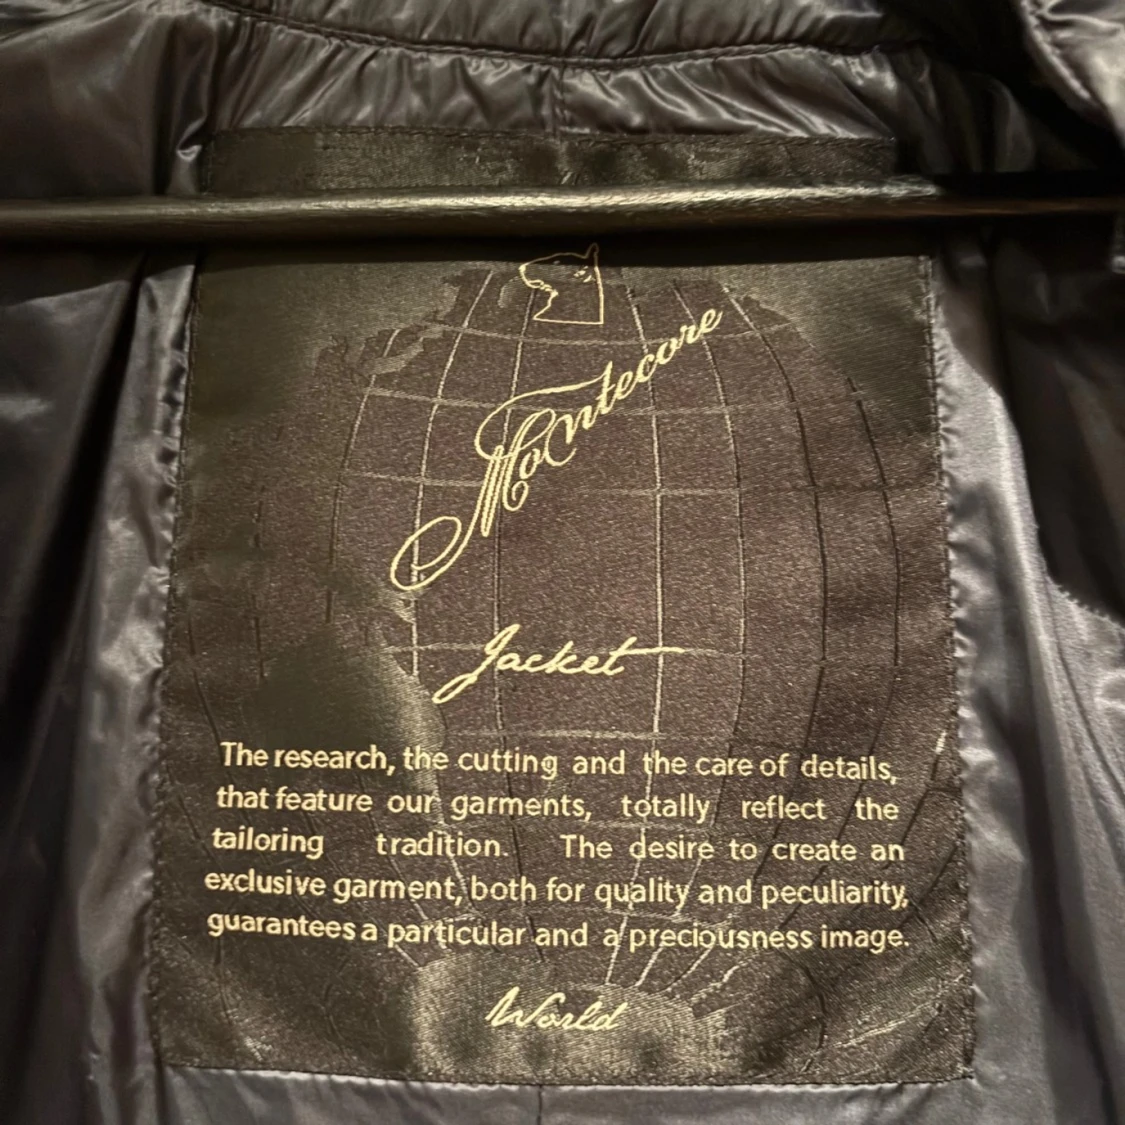 Montecore
Jacket
The research, the cutting and the care of details,
that feature our garments, totally reflect the
tailoring tradition. The desire to create an
exclusive garment, both for quality and peculiarity,
guarantees a particular and a preciousness image.
World